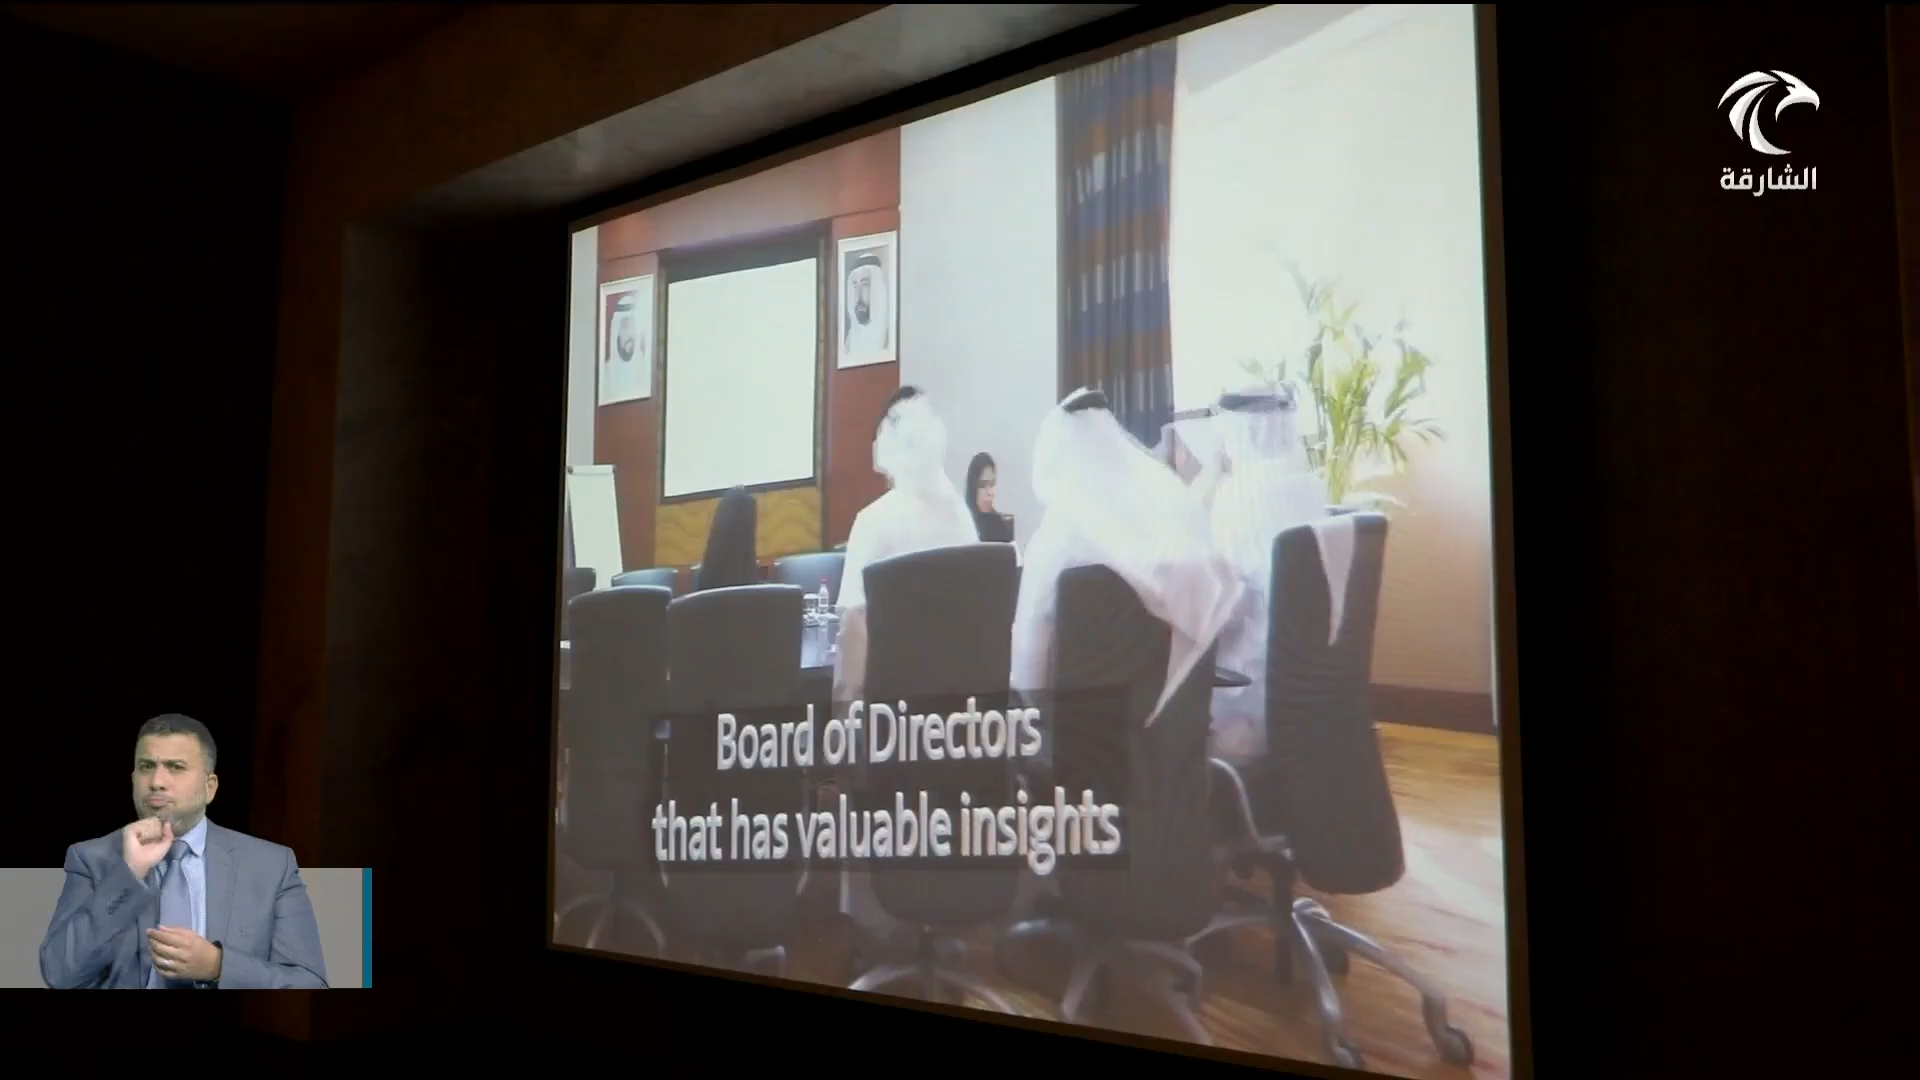 الشارقة
Board of Directors
that has valuable insights